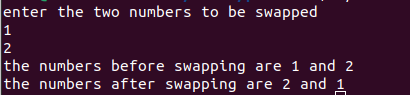 enter the two numbers to be swapped
1
2
the numbers before swapping are 1 and 2
the numbers after swapping are 2 and 1